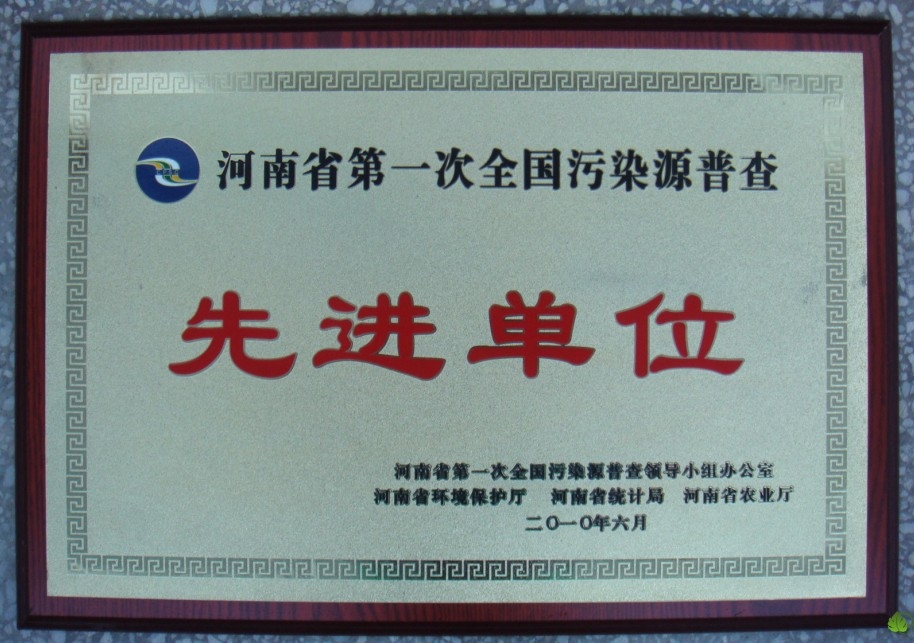 河南省第一次全国污染源普查
先进单位
河南省第一次全国污染源普查领导小组办公室
河南省环境保护厅 河南省统计局 河南省农业厅
二〇一〇年六月